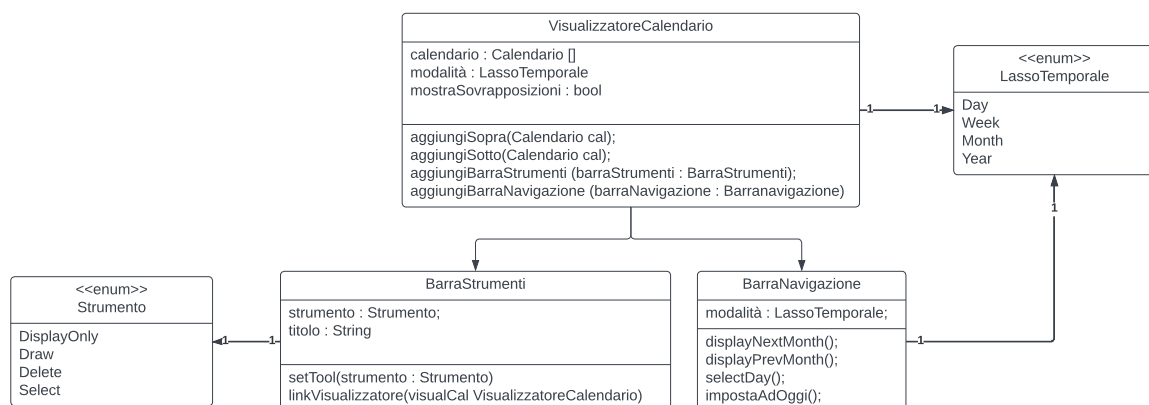 VisualizzatoreCalendario
calendario : Calendario []
modalità : LassoTemporale
mostraSovrapposizioni : bool
aggiungiSopra(Calendario cal);
aggiungiSotto(Calendario cal);
aggiungiBarraStrumenti (barraStrumenti : BarraStrumenti);
aggiungiBarraNavigazione (barraNavigazione : Barranavigazione)
1
1
<<enum>>
LassoTemporale
Day
Week
Month
Year
1
<<enum>>
Strumento
DisplayOnly
Draw
Delete
Select
1
1
BarraStrumenti
strumento : Strumento;
titolo : String
setTool(strumento : Strumento)
linkVisualizzatore(visualCal VisualizzatoreCalendario)
BarraNavigazione
modalità : LassoTemporale;
displayNextMonth();
displayPrevMonth();
selectDay();
impostaAdOggi();
1